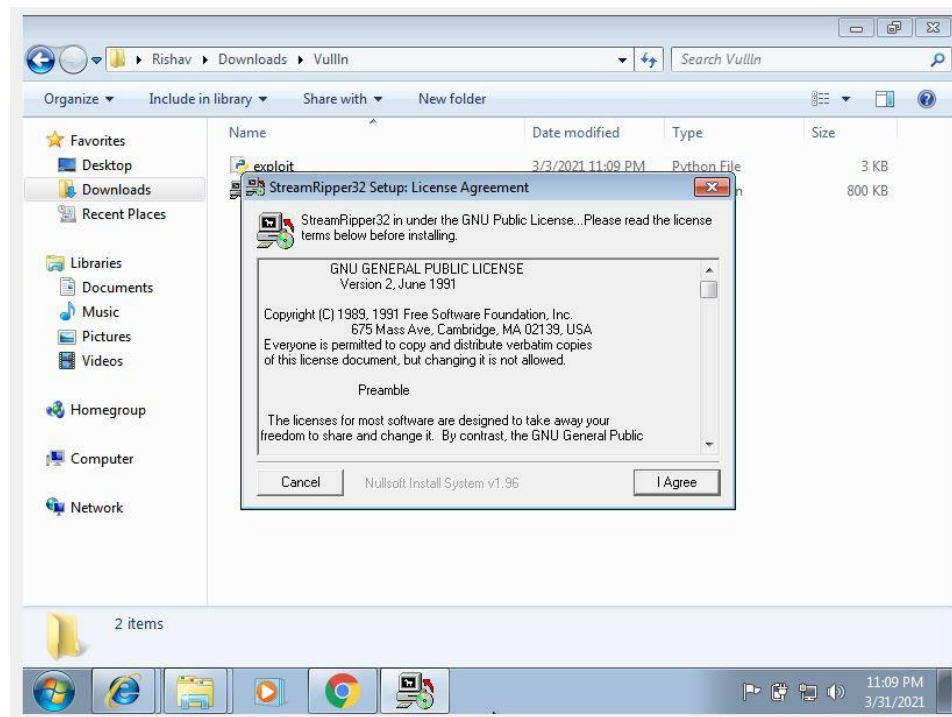 Rishav Downloads Vullln
Search Vullln
Organize Include in library Share with New folder
Name Date modified Type Size
Favorites
Desktop
Downloads
Recent Places
Libraries
Documents
Music
Pictures
Videos
Homegroup
Computer
Network
exploit 3/3/2021 11:09 PM Python File 3 KB
800 KB
StreamRipper32 Setup: License Agreement
StreamRipper32 in under the GNU Public License...Please read the license
terms below before installing.
GNU GENERAL PUBLIC LICENSE
Version 2, June 1991
Copyright (C) 1989, 1991 Free Software Foundation, Inc.
675 Mass Ave, Cambridge, MA 02139, USA
Everyone is permitted to copy and distribute verbatim copies
of this license document, but changing it is not allowed.
Preamble
The licenses for most software are designed to take away your
freedom to share and change it. By contrast, the GNU General Public
Cancel Nullsoft Install System v1.96 I Agree
2 items
11:09 PM
3/31/2021